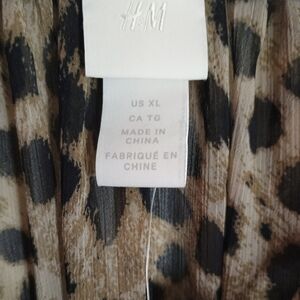 H&M
US XL
CA TG
MADE IN
CHINA
FABRIQUÉ EN
CHINE